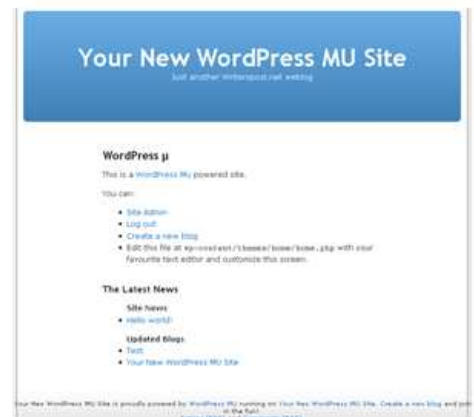 Your New WordPress MU Site
Just another Writerspost.net weblog
WordPress µ
This is a WordPress Mu powered site.
You can:
Site Admin
Log out
Create a new blog
Edit this file at wp-content/themes/home/home.php with your
favourite text editor and customize this screen.
The Latest News
Site News
Hello world!
Updated Blogs
Test
Your New WordPress MU Site
Your New WordPress MU Site is proudly powered by WordPress MU running on Your New WordPress MU Site. Create a new blog and join
in the fun!